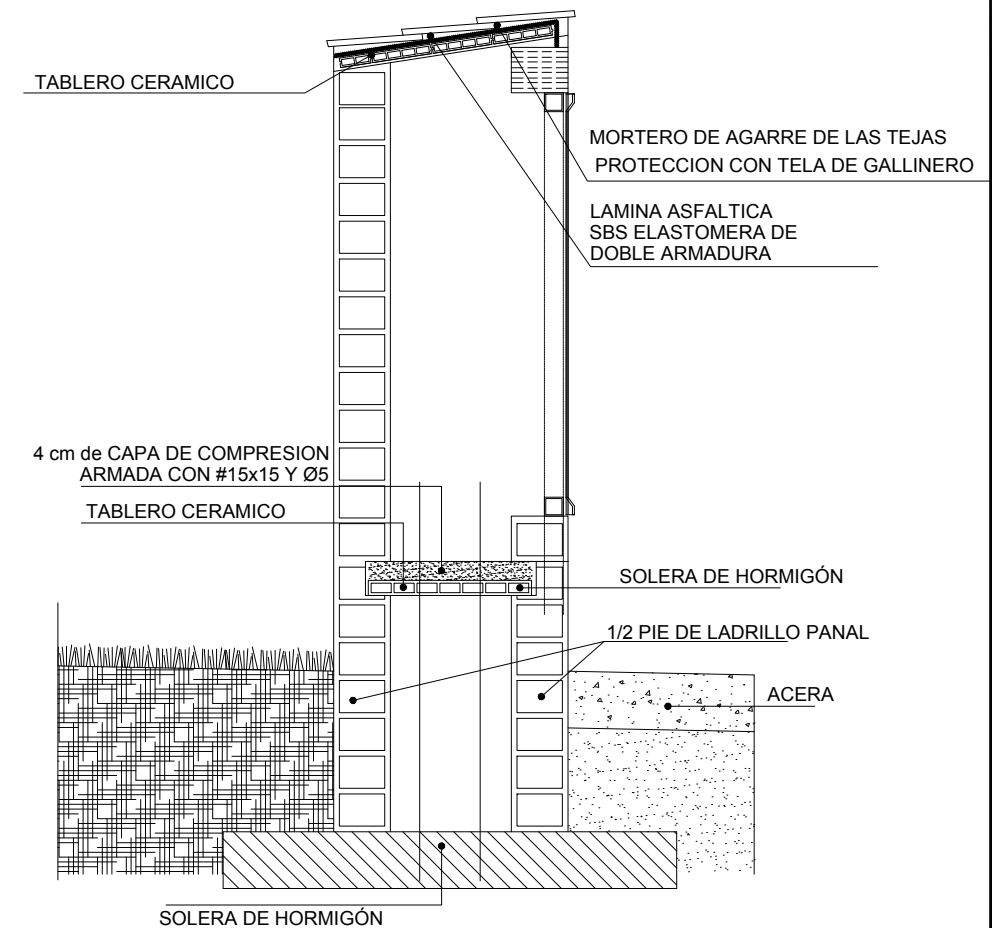 TABLERO CERAMICO
MORTERO DE AGARRE DE LAS TEJAS
PROTECCION CON TELA DE GALLINERO
LAMINA ASFALTICA
SBS ELASTOMERA DE
DOBLE ARMADURA
4 cm de CAPA DE COMPRESION
ARMADA CON #15x15 Y Ø5
TABLERO CERAMICO
SOLERA DE HORMIGÓN
1/2 PIE DE LADRILLO PANAL
ACERA
SOLERA DE HORMIGÓN